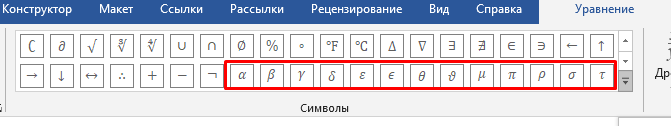 Конструктор Макет Ссылки Рассылки Рецензирование Вид Справка Уравнение
∁ ∂ √ ∛ ∜ ∪ ∩ ∅ % ° °F °C ∆ ∇ ∃ ∄ ∈ ∋ ← ↑
→ ↓ ↔ ∴ + − ¬ α β γ δ ε ϵ θ ϑ μ π ρ σ τ
Символы